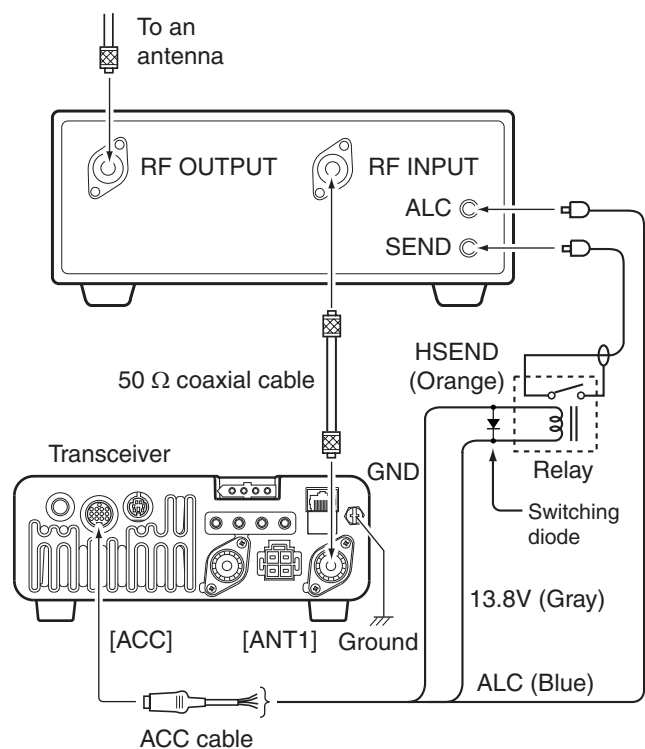 To an
antenna
RF OUTPUT
RF INPUT
ALC
SEND
50 Ω coaxial cable
HSEND
(Orange)
Transceiver
GND
Relay
Switching
diode
13.8V (Gray)
[ACC]
[ANT1]
Ground
ALC (Blue)
ACC cable